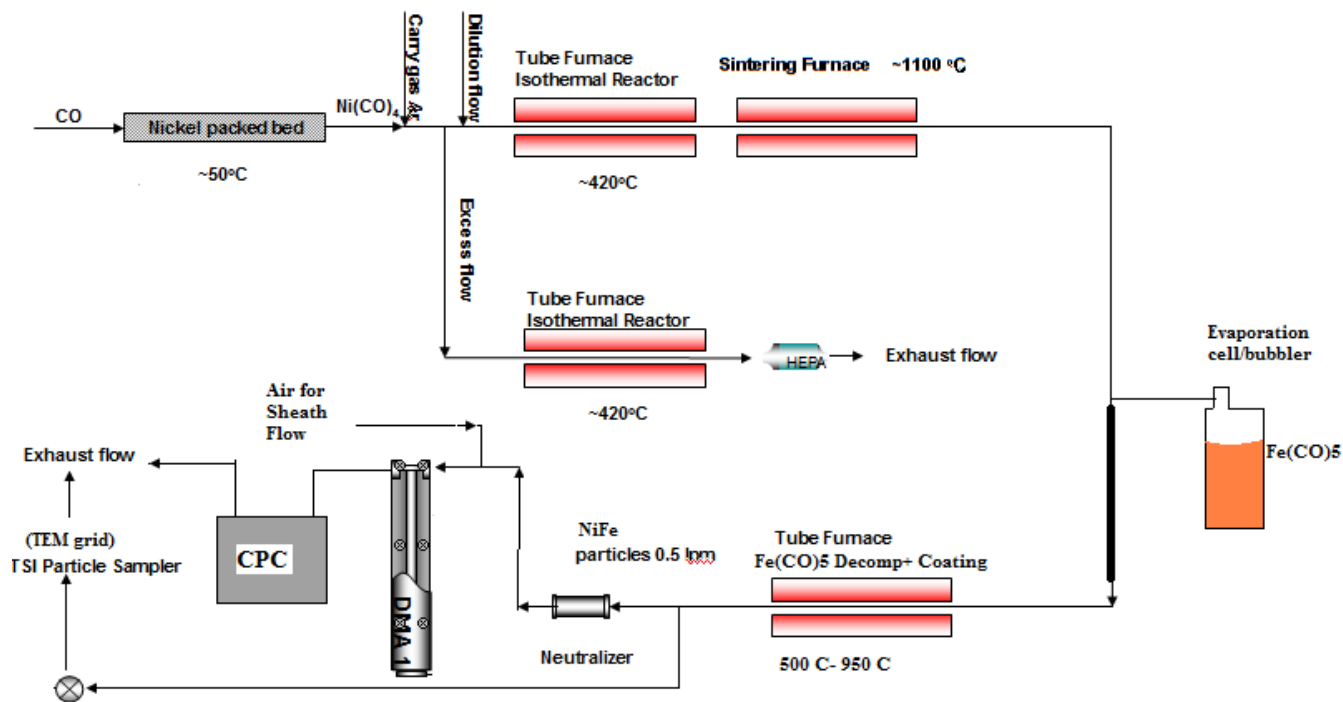 Carry gas Ar
Dilution flow
Tube Furnace
Isothermal Reactor
Sintering Furnace ~1100 °C
CO
Nickel packed bed
Ni(CO)4
~50°C
~420°C
Excess flow
Tube Furnace
Isothermal Reactor
HEPA
Exhaust flow
~420°C
Evaporation
cell/bubbler
Fe(CO)5
Air for
Sheath
Flow
Exhaust flow
(TEM grid)
TSI Particle Sampler
CPC
DMA 1
NiFe
particles 0.5 lpm
Neutralizer
Tube Furnace
Fe(CO)5 Decomp+ Coating
500 C- 950 C